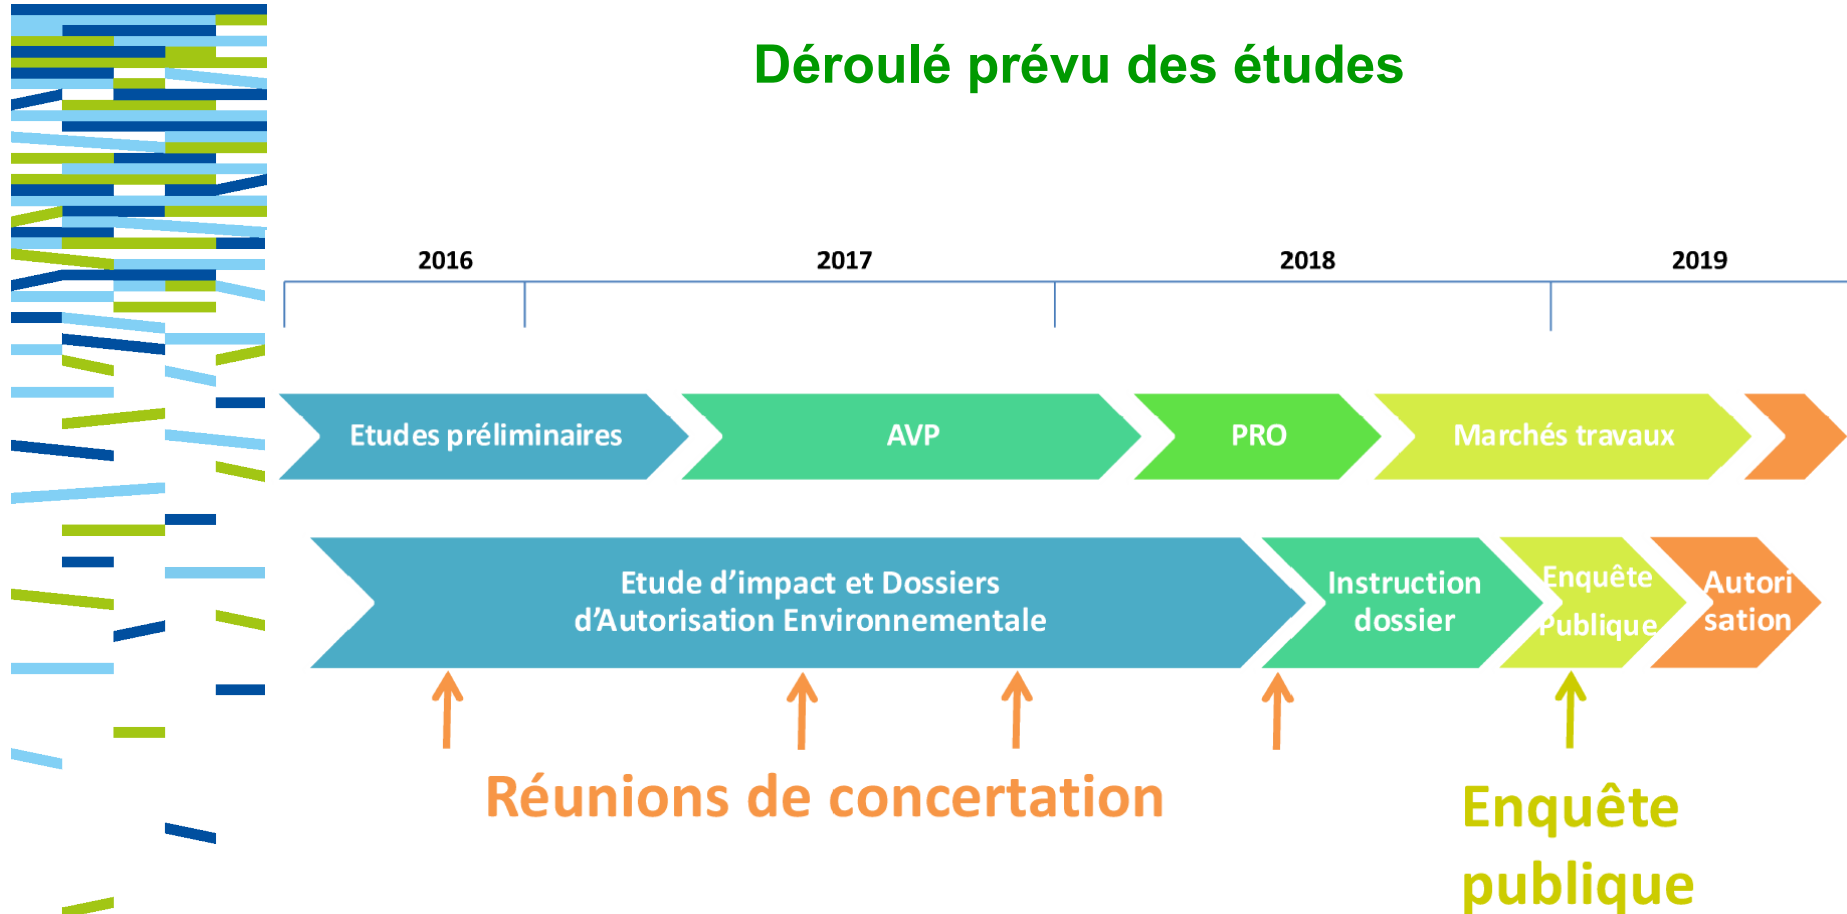 Déroulé prévu des études
2016 2017 2018 2019
Etudes préliminaires
AVP
PRO
Marchés travaux
Etude d’impact et Dossiers
d’Autorisation Environnementale
Instruction
dossier
Enquête
Publique
Autori
sation
Réunions de concertation
Enquête
publique